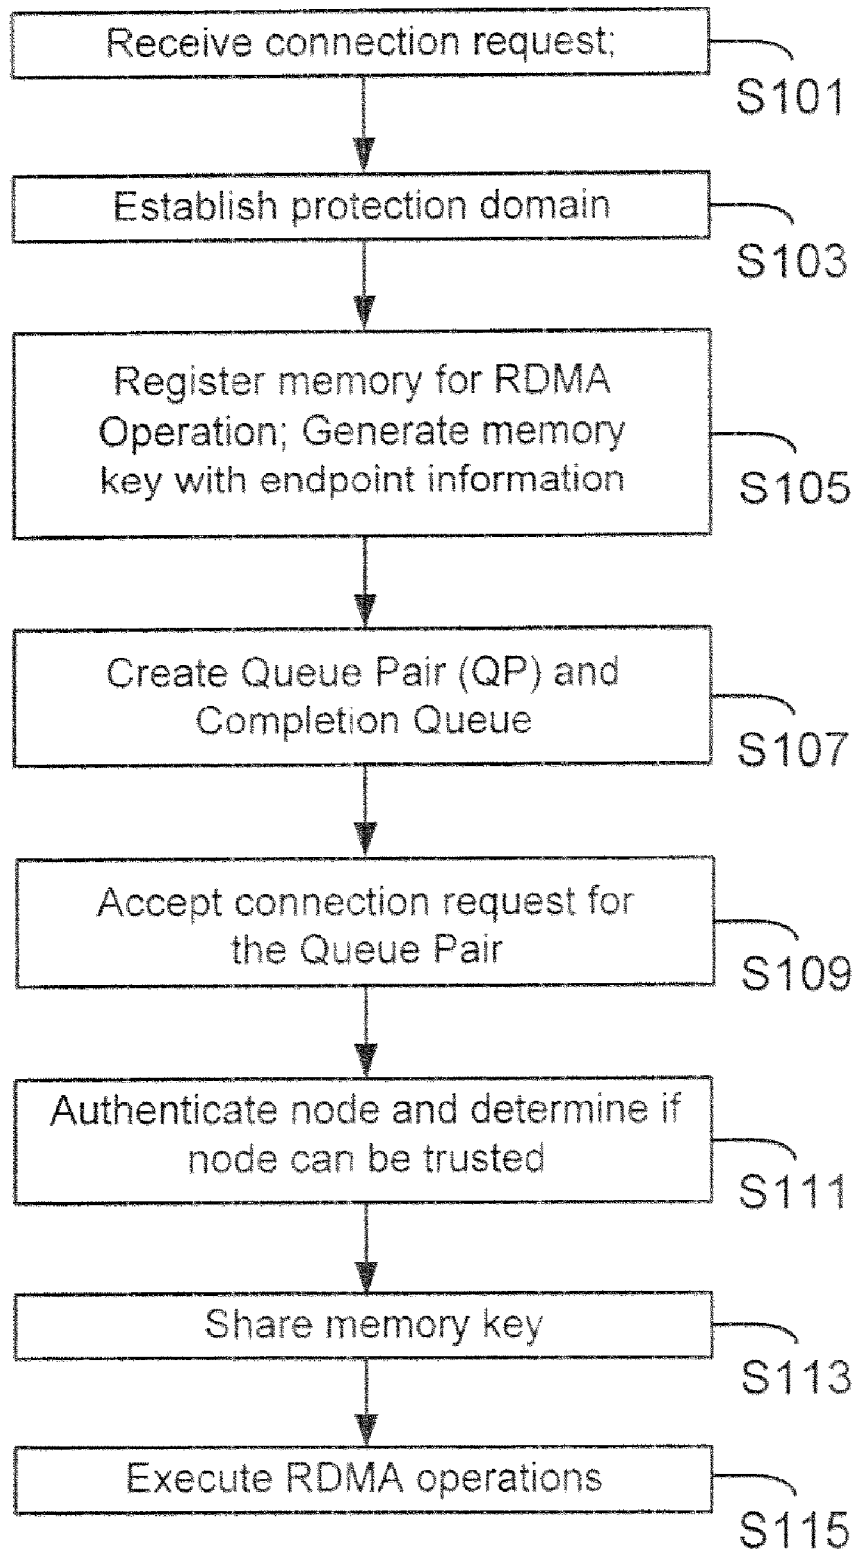 Receive connection request;
S101
Establish protection domain
S103
Register memory for RDMA
Operation; Generate memory
key with endpoint information
S105
Create Queue Pair (QP) and
Completion Queue
S107
Accept connection request for
the Queue Pair
S109
Authenticate node and determine if
node can be trusted
S111
Share memory key
S113
Execute RDMA operations
S115